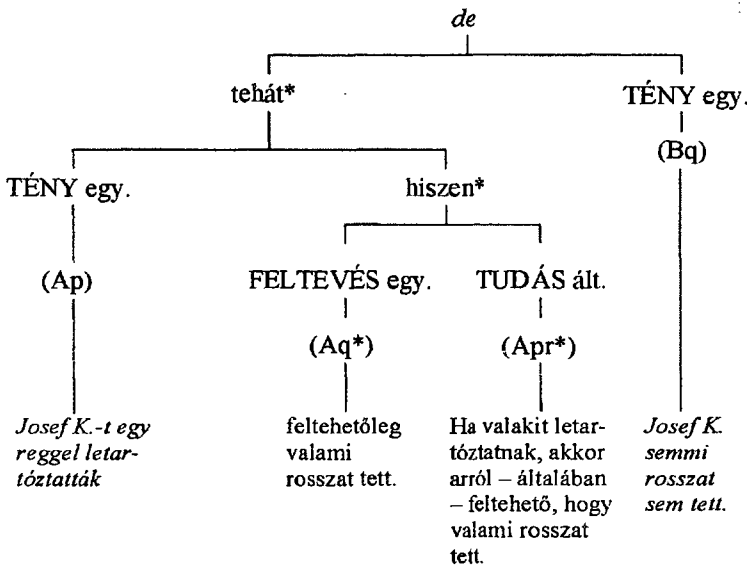 de
tehát*
TÉNY egy.
(Bq)
TÉNY egy.
hiszen*
(Ap)
FELTEVÉS egy.
TUDÁS ált.
(Aq*)
(Apr*)
Josef K.-t egy
reggel letar-
tóztatták
feltehetőleg
valami
rosszat tett.
Ha valakit letar-
tóztatnak, akkor
arról – általában
– feltehető, hogy
valami rosszat
tett.
Josef K.
semmi
rosszat
sem tett.